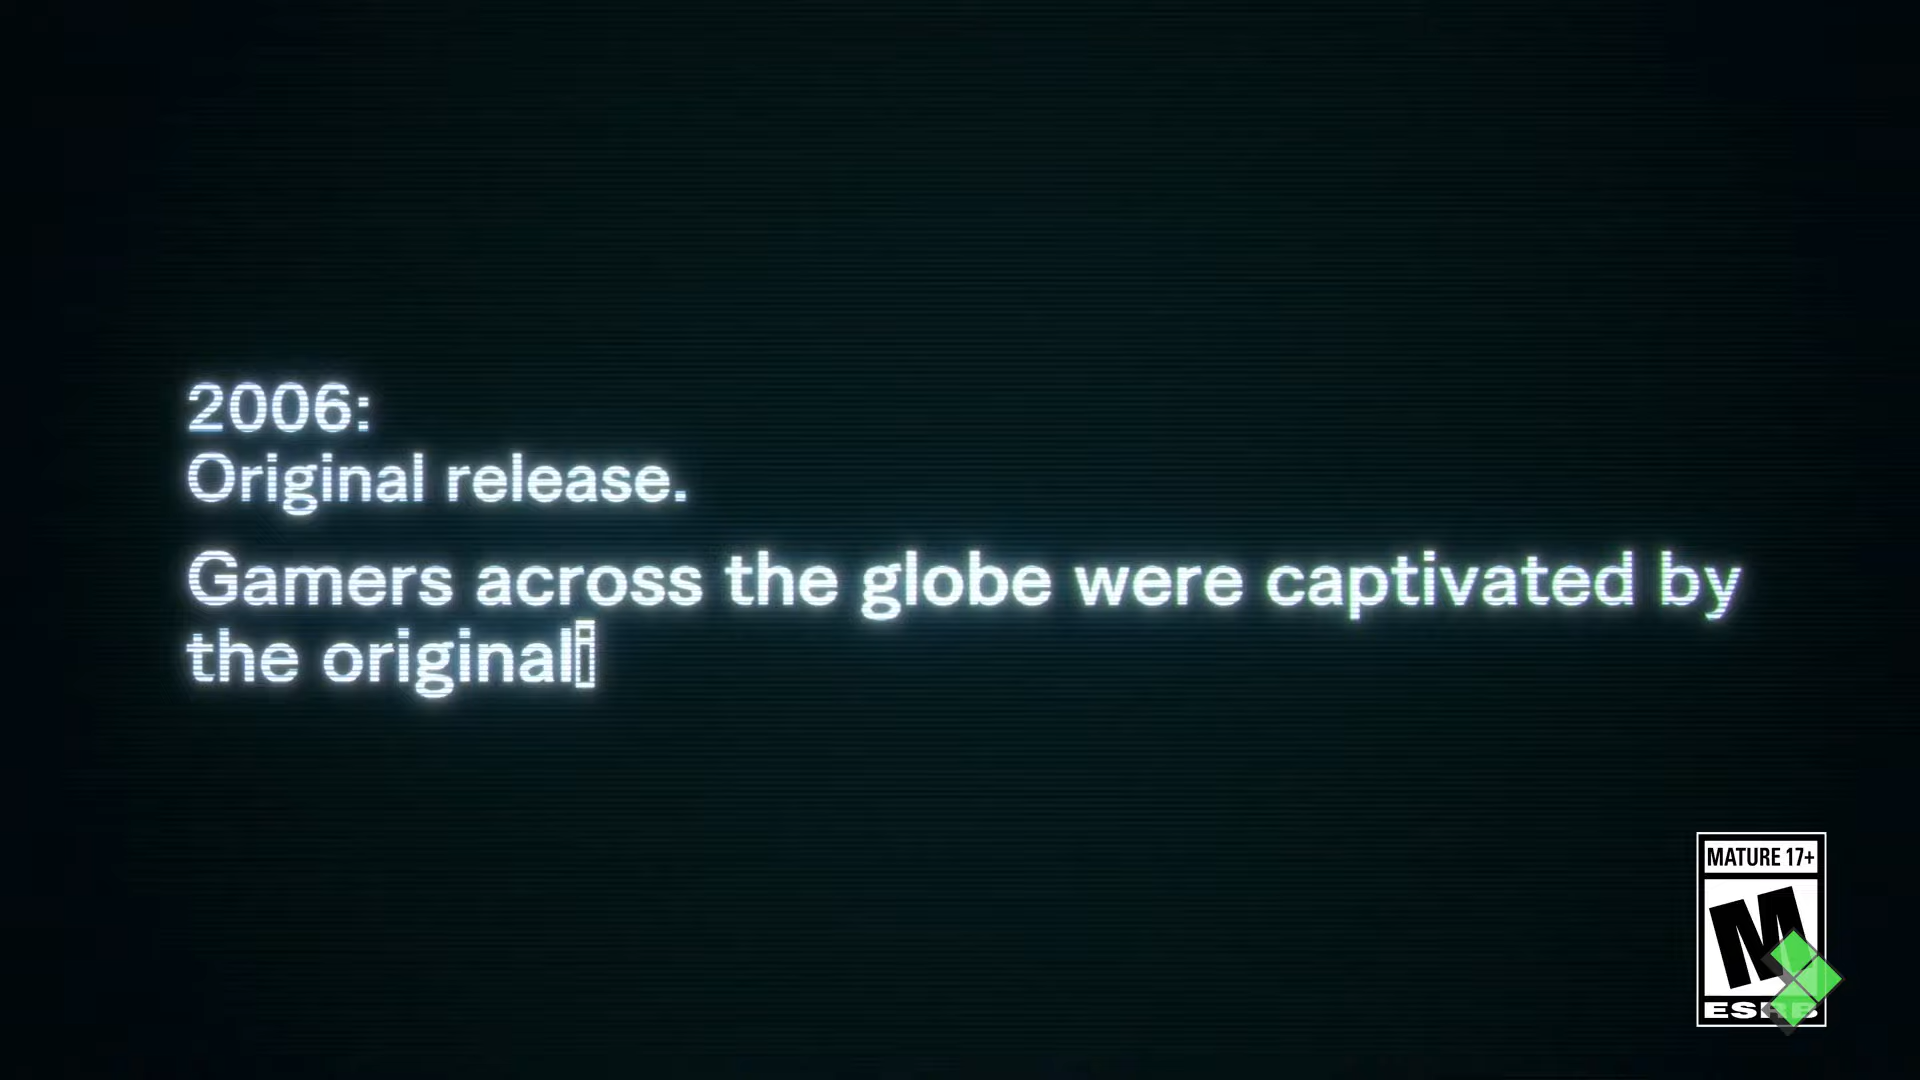 2006:
Original release.
Gamers across the globe were captivated by
the original
MATURE 17+
M
ESRB